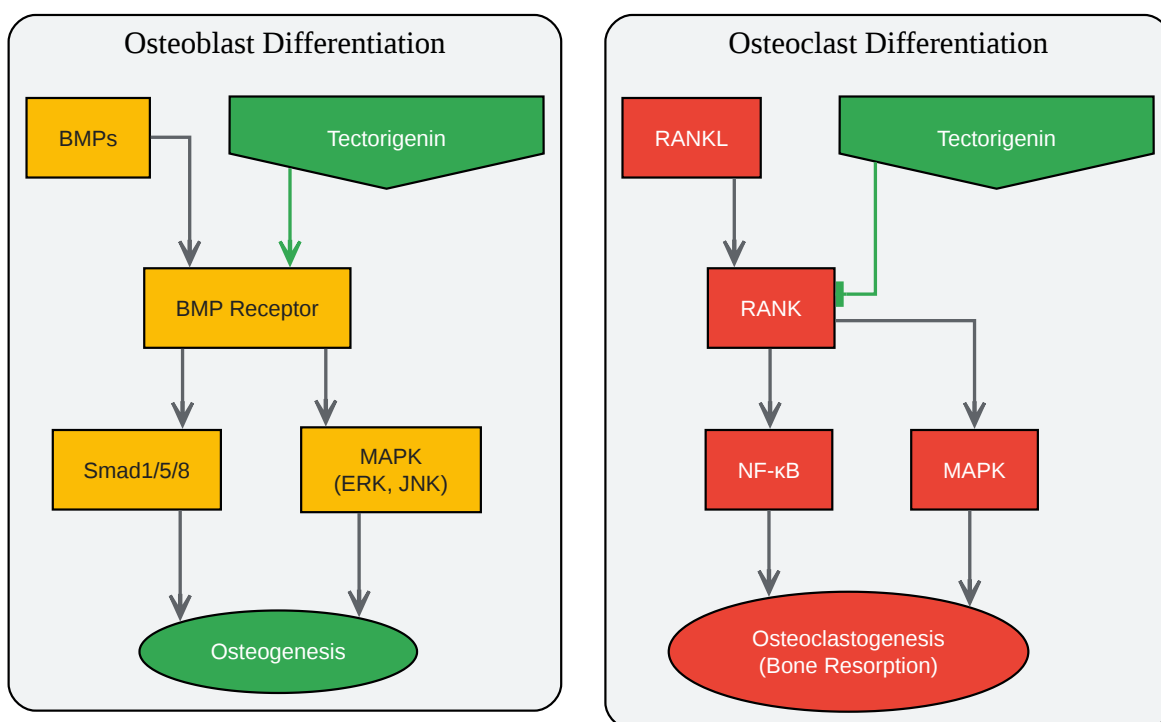 Osteoblast Differentiation
BMPs
Tectorigenin
BMP Receptor
Smad1/5/8
MAPK
(ERK, JNK)
Osteogenesis
Osteoclast Differentiation
RANKL
Tectorigenin
RANK
NF-κB
MAPK
Osteoclastogenesis
(Bone Resorption)